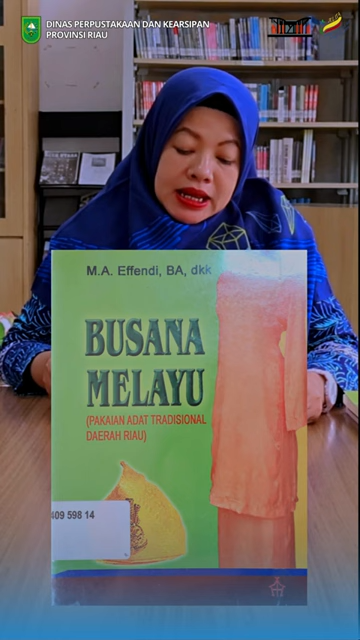 DINAS PERPUSTAKAAN DAN KEARSIPAN
PROVINSI RIAU
M.A. Effendi, BA, dkk
BUSANA
MELAYU
(PAKAIAN ADAT TRADISIONAL
DAERAH RIAU)
409 598 14